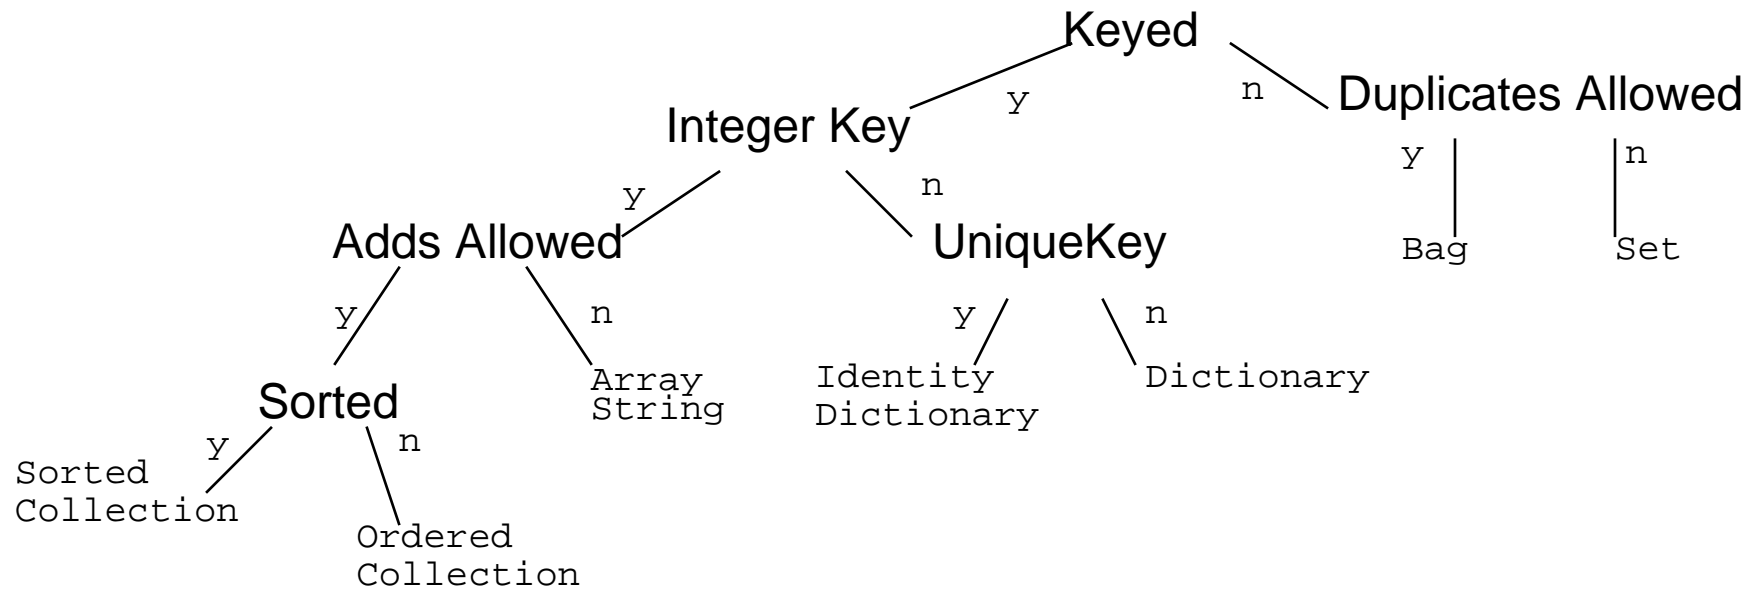 Keyed
y
n
Duplicates Allowed
Integer Key
y
n
y
n
Adds Allowed
UniqueKey
Bag
Set
y
n
y
n
Array
String
Identity
Dictionary
Dictionary
Sorted
y
n
Sorted
Collection
Ordered
Collection